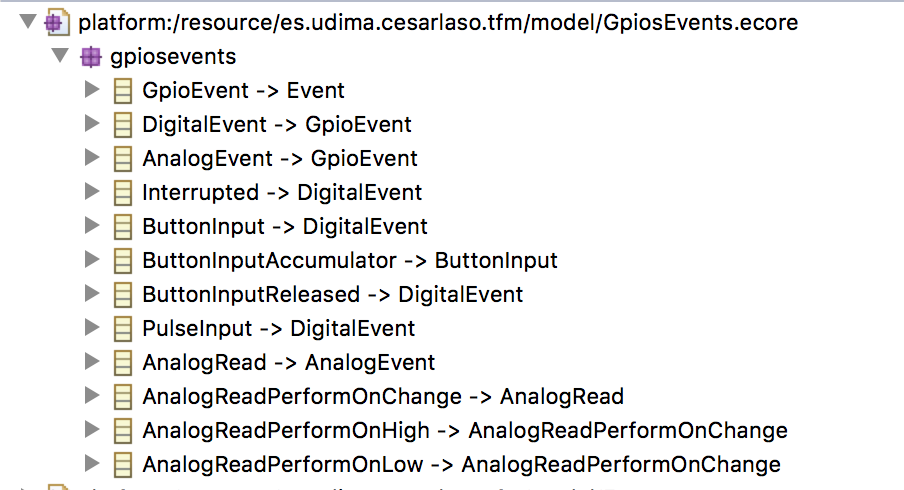 platform:/resource/es.udima.cesarlaso.tfm/model/GpiosEvents.ecore
gpiosevents
GpioEvent -> Event
DigitalEvent -> GpioEvent
AnalogEvent -> GpioEvent
Interrupted -> DigitalEvent
ButtonInput -> DigitalEvent
ButtonInputAccumulator -> ButtonInput
ButtonInputReleased -> DigitalEvent
PulseInput -> DigitalEvent
AnalogRead -> AnalogEvent
AnalogReadPerformOnChange -> AnalogRead
AnalogReadPerformOnHigh -> AnalogReadPerformOnChange
AnalogReadPerformOnLow -> AnalogReadPerformOnChange